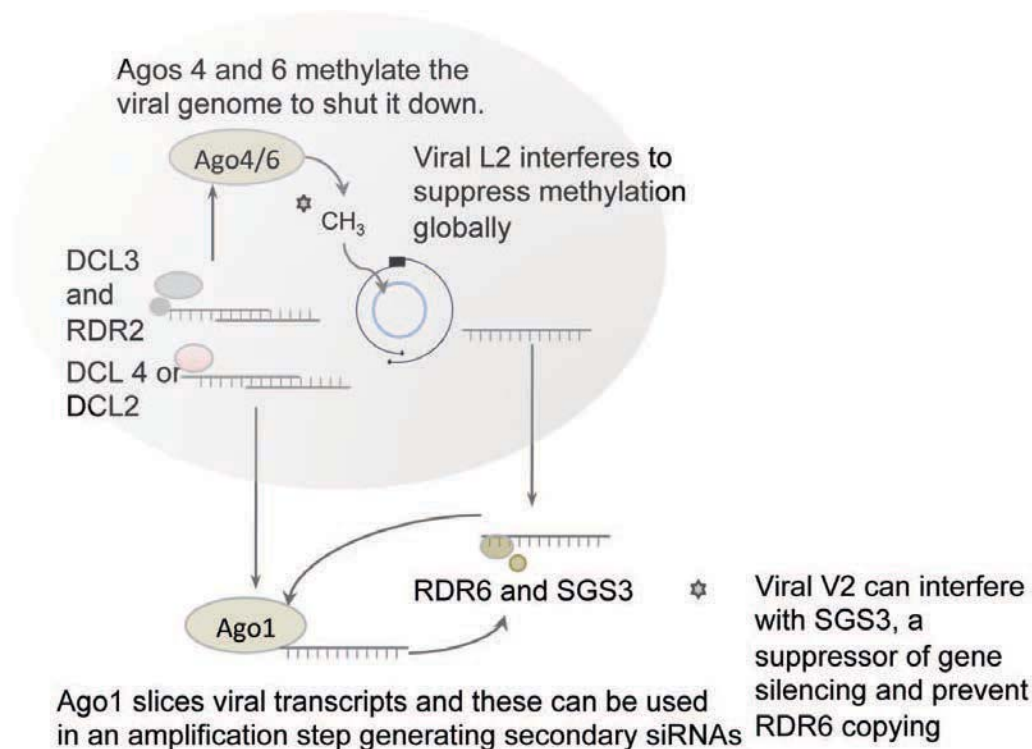 Agos 4 and 6 methylate the
viral genome to shut it down.
Ago4/6
Viral L2 interferes to
suppress methylation
globally
CH3
DCL3
and
RDR2
DCL 4 or
DCL2
RDR6 and SGS3
Ago1
Viral V2 can interfere
with SGS3, a
suppressor of gene
silencing and prevent
RDR6 copying
Ago1 slices viral transcripts and these can be used
in an amplification step generating secondary siRNAs